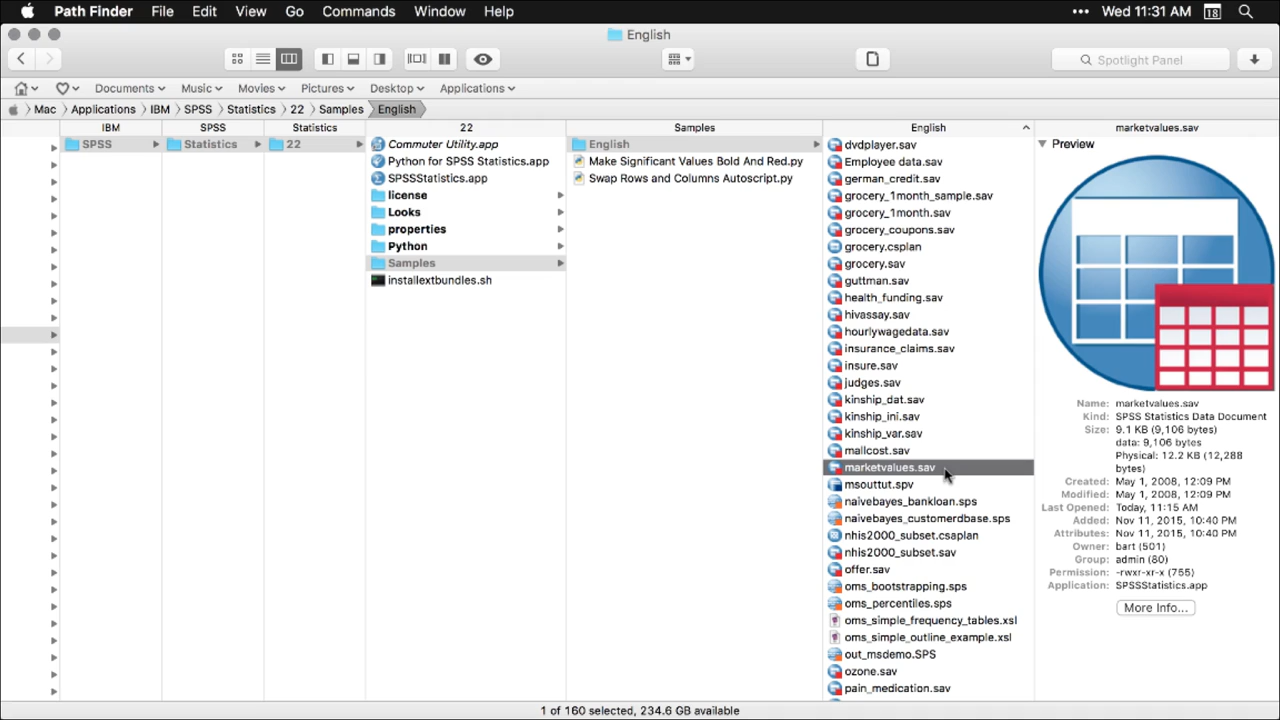 Path Finder File Edit View Go Commands Window Help ••• Wed 11:31 AM 18
English
Spotlight Panel
Documents Music Movies Pictures Desktop Applications
Mac Applications IBM SPSS Statistics 22 Samples English
IBM SPSS Statistics 22 Samples English marketvalues.sav
SPSS
Statistics
22
Commuter Utility.app
Python for SPSS Statistics.app
SPSSStatistics.app
license
Looks
properties
Python
Samples
installextbundles.sh
English
Make Significant Values Bold And Red.py
Swap Rows and Columns Autoscript.py
dvdplayer.sav
Employee data.sav
german_credit.sav
grocery_1month_sample.sav
grocery_1month.sav
grocery_coupons.sav
grocery.csplan
grocery.sav
guttman.sav
health_funding.sav
hivassay.sav
hourlywagedata.sav
insurance_claims.sav
insure.sav
judges.sav
kinship_dat.sav
kinship_ini.sav
kinship_var.sav
mallcost.sav
marketvalues.sav
msouttut.spv
naivebayes_bankloan.sps
naivebayes_customerdbase.sps
nhis2000_subset.csaplan
nhis2000_subset.sav
offer.sav
oms_bootstrapping.sps
oms_percentiles.sps
oms_simple_frequency_tables.xsl
oms_simple_outline_example.xsl
out_msdemo.SPS
ozone.sav
pain_medication.sav
Preview
Name: marketvalues.sav
Kind: SPSS Statistics Data Document
Size: 9.1 KB (9,106 bytes)
data: 9,106 bytes
Physical: 12.2 KB (12,288
bytes)
Created: May 1, 2008, 12:09 PM
Modified: May 1, 2008, 12:09 PM
Last Opened: Today, 11:15 AM
Added: Nov 11, 2015, 10:40 PM
Attributes: Nov 11, 2015, 10:40 PM
Owner: bart (501)
Group: admin (80)
Permission: -rwxr-xr-x (755)
Application: SPSSStatistics.app
More Info...
1 of 160 selected, 234.6 GB available